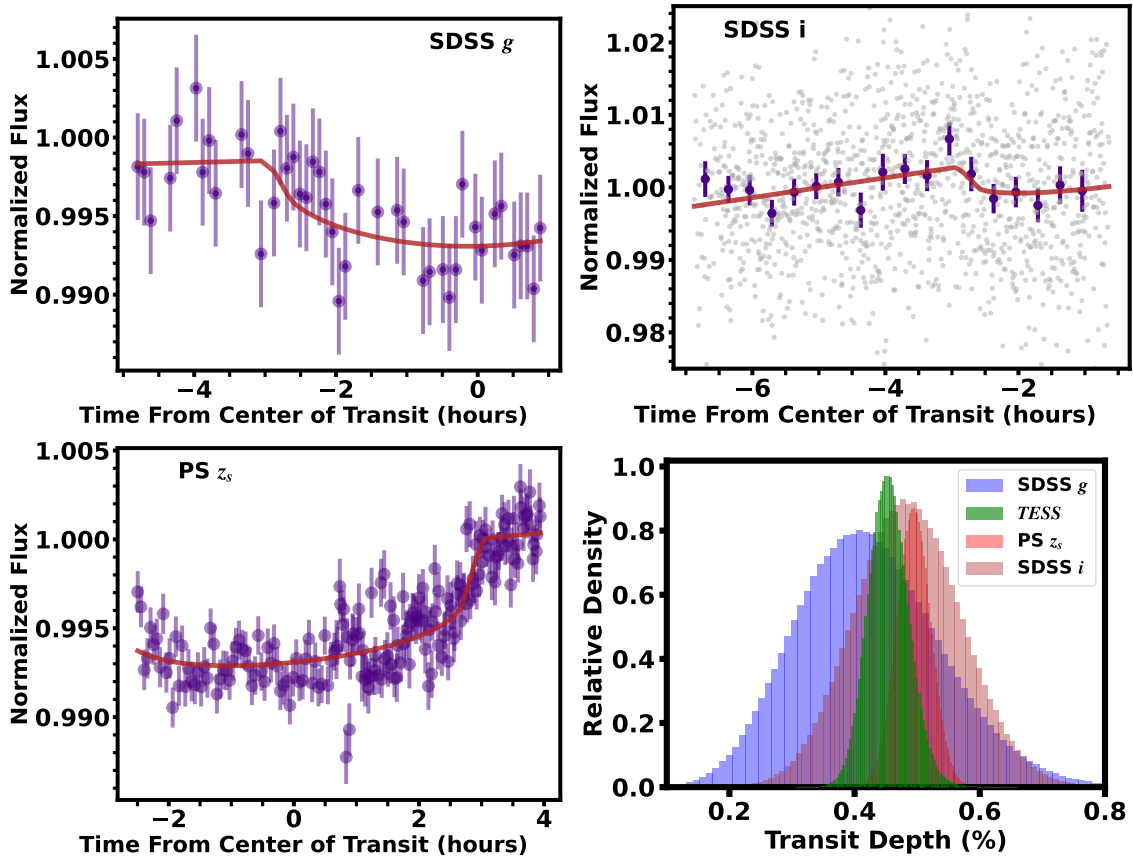 SDSS g
1.005
1.000
0.995
0.990
Normalized Flux
−4
−2
0
Time From Center of Transit (hours)
SDSS i
1.02
1.01
1.00
0.99
0.98
Normalized Flux
−6
−4
−2
Time From Center of Transit (hours)
PS zₛ
1.005
1.000
0.995
0.990
Normalized Flux
−2
0
2
4
Time From Center of Transit (hours)
SDSS g
TESS
PS zₛ
SDSS i
1.0
0.8
0.6
0.4
0.2
0.0
Relative Density
0.2
0.4
0.6
0.8
Transit Depth (%)